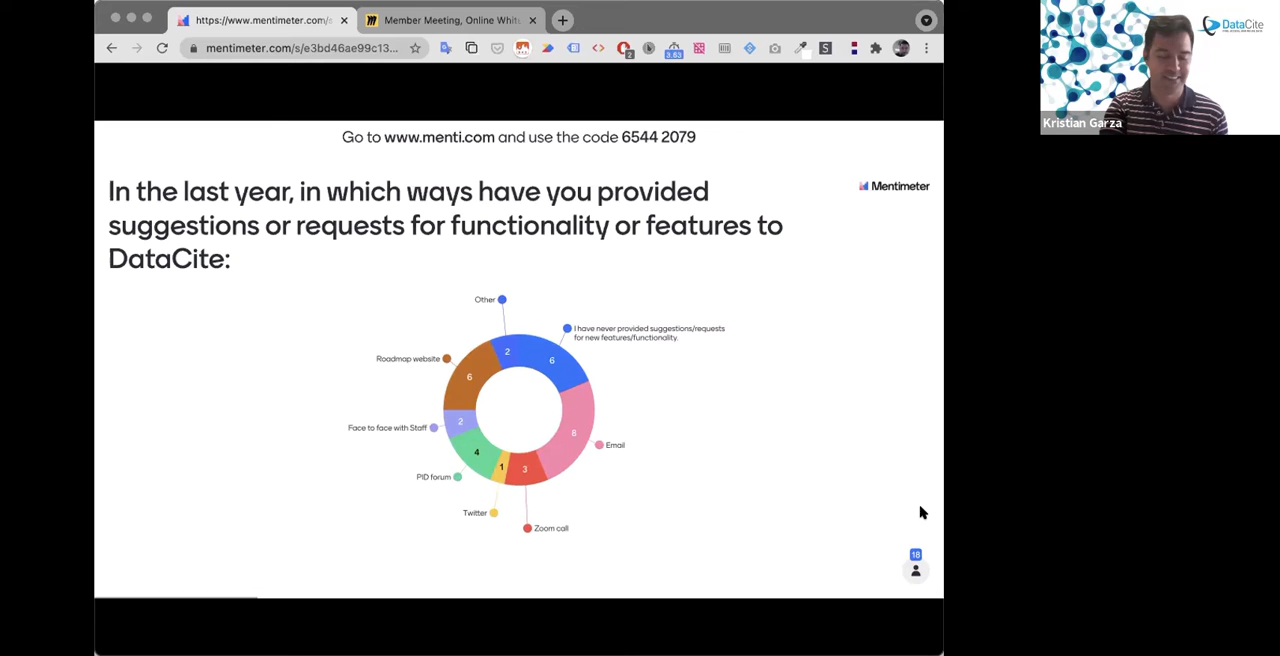 https://www.mentimeter.com/s
Member Meeting, Online Whit
mentimeter.com/s/e3bd46ae99c13...
2
3.63
S
DataCite
Kristian Garza
Go to www.menti.com and use the code 6544 2079
Mentimeter
In the last year, in which ways have you provided
suggestions or requests for functionality or features to
DataCite:
Other
I have never provided suggestions/requests
for new features/functionality.
Roadmap website
2
6
6
Face to face with Staff
2
8
Email
4
1
3
PID forum
Twitter
Zoom call
18